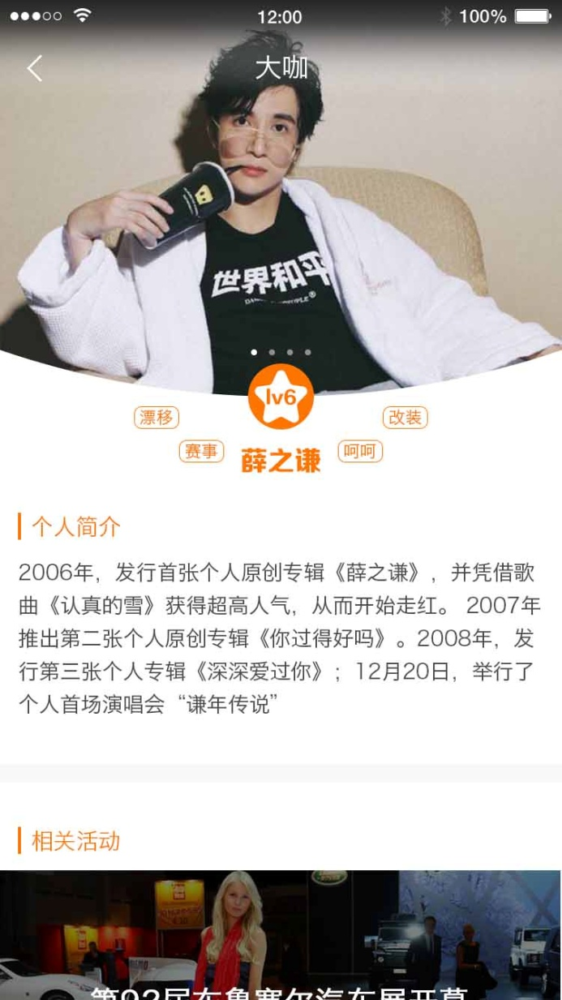 12:00
100%
大咖
世界和平
lv6
漂移
改装
赛事
薛之谦
呵呵
个人简介
2006年，发行首张个人原创专辑《薛之谦》，并凭借歌
曲《认真的雪》获得超高人气，从而开始走红。 2007年
推出第二张个人原创专辑《你过得好吗》。2008年，发
行第三张个人专辑《深深爱过你》；12月20日，举行了
个人首场演唱会“谦年传说”
相关活动
第92届布鲁塞尔汽车展开幕